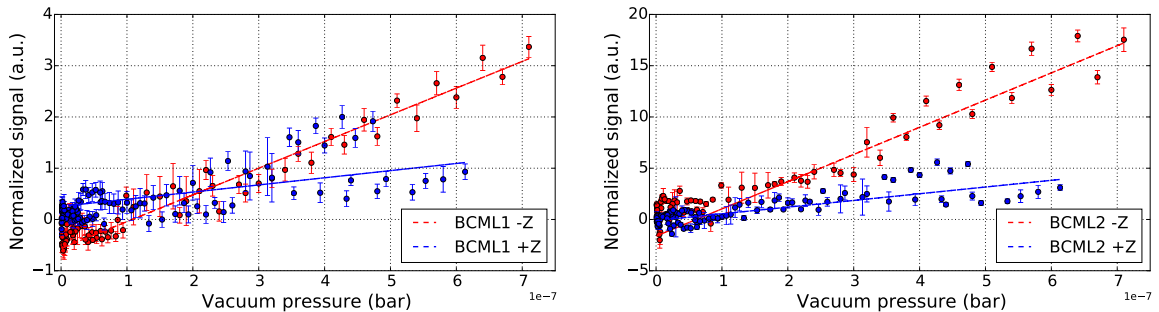 4
3
2
1
0
−1
Normalized signal (a.u.)
BCML1 -Z
BCML1 +Z
0 1 2 3 4 5 6 7
1e−7
Vacuum pressure (bar)
20
15
10
5
0
−5
Normalized signal (a.u.)
BCML2 -Z
BCML2 +Z
0 1 2 3 4 5 6 7
1e−7
Vacuum pressure (bar)